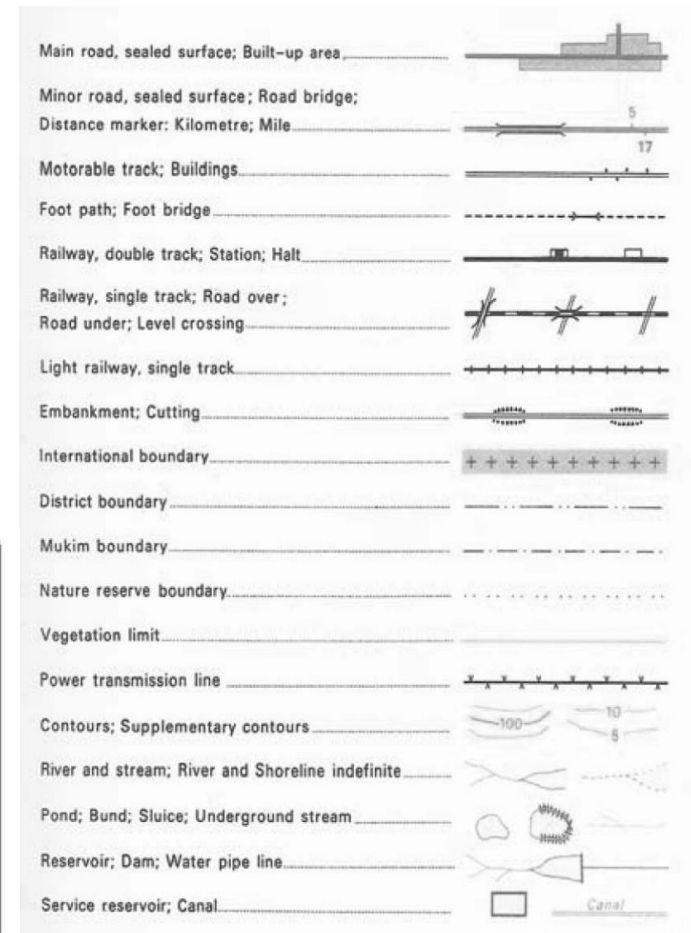 Main road, sealed surface; Built-up area
Minor road, sealed surface; Road bridge;
Distance marker: Kilometre; Mile
5
17
Motorable track; Buildings
Foot path; Foot bridge
Railway, double track; Station; Halt
Railway, single track; Road over;
Road under; Level crossing
Light railway, single track
Embankment; Cutting
International boundary
District boundary
Mukim boundary
Nature reserve boundary
Vegetation limit
Power transmission line
Contours; Supplementary contours
100
10
5
River and stream; River and Shoreline indefinite
Pond; Bund; Sluice; Underground stream
Reservoir; Dam; Water pipe line
Service reservoir; Canal
Canal